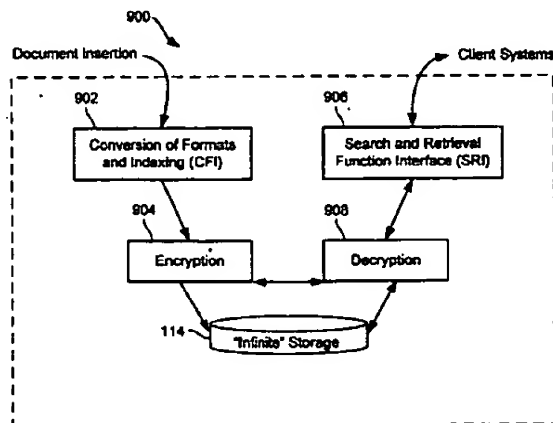 900
Document Insertion
Client Systems
902
906
Conversion of Formats
and Indexing (CFI)
Search and Retrieval
Function Interface (SRI)
904
908
Encryption
Decryption
114
"Infinite" Storage